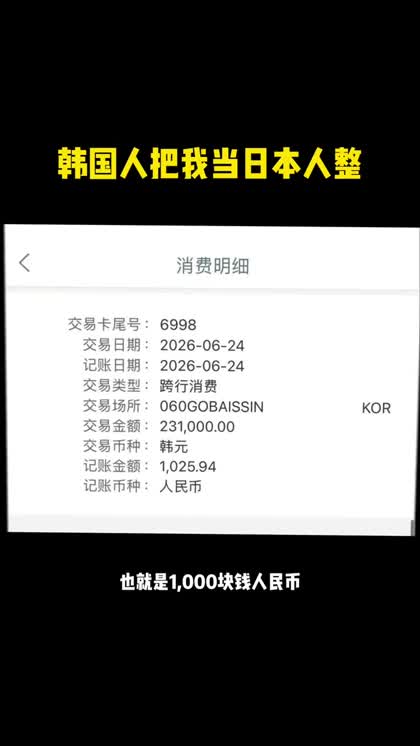 韩国人把我当日本人整
消费明细
交易卡尾号：6998
交易日期：2026-06-24
记账日期：2026-06-24
交易类型：跨行消费
交易场所：060GOBAISSIN KOR
交易金额：231,000.00
交易币种：韩元
记账金额：1,025.94
记账币种：人民币
也就是1,000块钱人民币